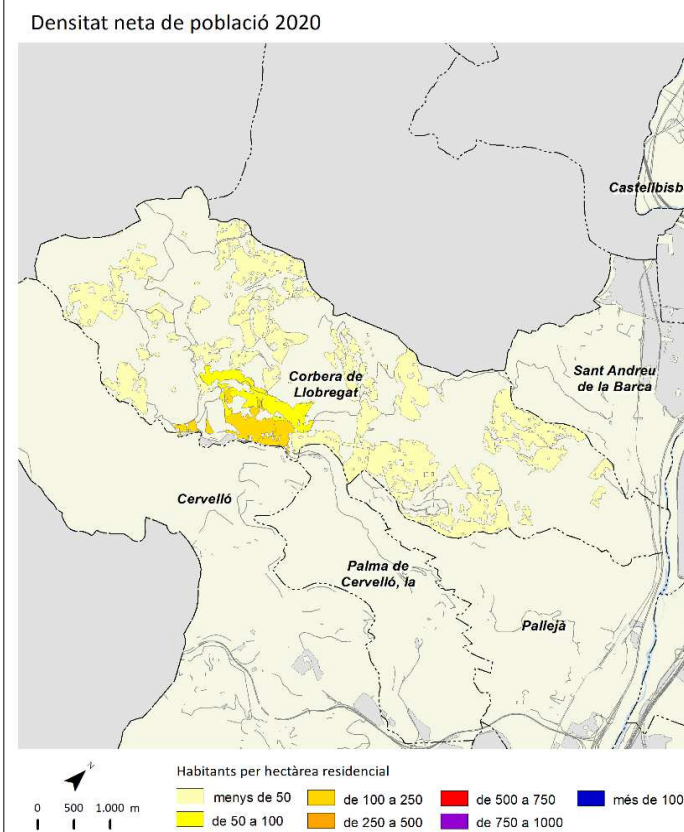 Densitat neta de població 2020
Castellbisb
Sant Andreu
de la Barca
Corbera de
Llobregat
Cervelló
Palma de
Cervelló, la
Pallejà
N
0 500 1.000 m
Habitants per hectàrea residencial
menys de 50
de 100 a 250
de 500 a 750
més de 100
de 50 a 100
de 250 a 500
de 750 a 1000